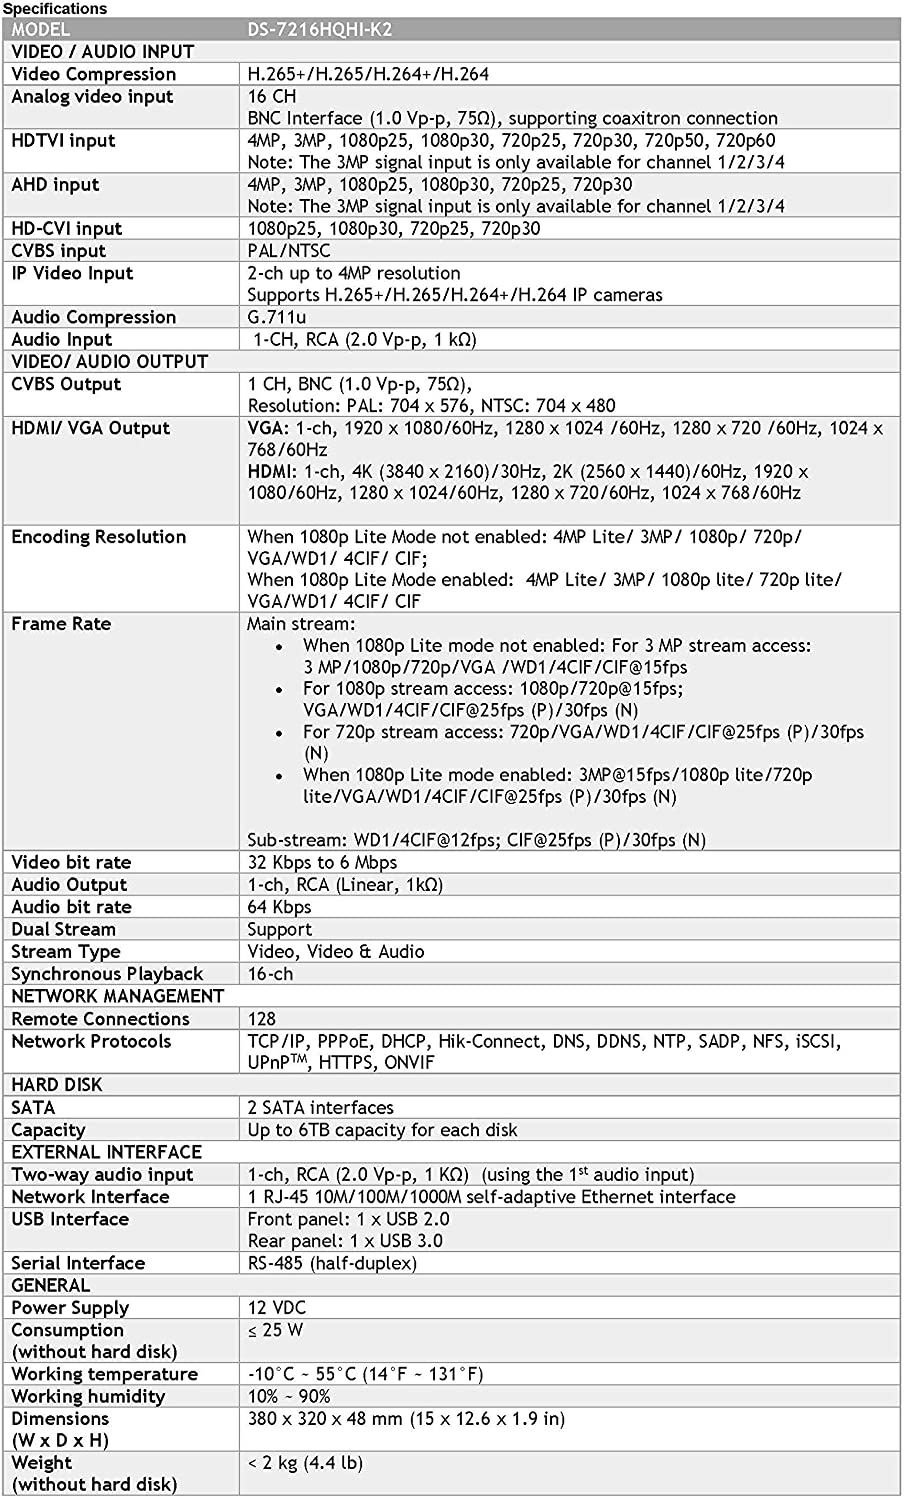 Specifications
MODEL DS-7216HQHI-K2
VIDEO / AUDIO INPUT
Video Compression H.265+/H.265/H.264+/H.264
Analog video input 16 CH
BNC Interface (1.0 Vp-p, 75Ω), supporting coaxitron connection
HDTVI input 4MP, 3MP, 1080p25, 1080p30, 720p25, 720p30, 720p50, 720p60
Note: The 3MP signal input is only available for channel 1/2/3/4
AHD input 4MP, 3MP, 1080p25, 1080p30, 720p25, 720p30
Note: The 3MP signal input is only available for channel 1/2/3/4
HD-CVI input 1080p25, 1080p30, 720p25, 720p30
CVBS input PAL/NTSC
IP Video Input 2-ch up to 4MP resolution
Supports H.265+/H.265/H.264+/H.264 IP cameras
Audio Compression G.711u
Audio Input 1-CH, RCA (2.0 Vp-p, 1 kΩ)
VIDEO/ AUDIO OUTPUT
CVBS Output 1 CH, BNC (1.0 Vp-p, 75Ω),
Resolution: PAL: 704 x 576, NTSC: 704 x 480
HDMI/ VGA Output VGA: 1-ch, 1920 x 1080/60Hz, 1280 x 1024 /60Hz, 1280 x 720 /60Hz, 1024 x
768/60Hz
HDMI: 1-ch, 4K (3840 x 2160)/30Hz, 2K (2560 x 1440)/60Hz, 1920 x
1080/60Hz, 1280 x 1024/60Hz, 1280 x 720/60Hz, 1024 x 768/60Hz
Encoding Resolution When 1080p Lite Mode not enabled: 4MP Lite/ 3MP/ 1080p/ 720p/
VGA/WD1/ 4CIF/ CIF;
When 1080p Lite Mode enabled: 4MP Lite/ 3MP/ 1080p lite/ 720p lite/
VGA/WD1/ 4CIF/ CIF
Frame Rate Main stream:
• When 1080p Lite mode not enabled: For 3 MP stream access:
3 MP/1080p/720p/VGA /WD1/4CIF/CIF@15fps
• For 1080p stream access: 1080p/720p@15fps;
VGA/WD1/4CIF/CIF@25fps (P)/30fps (N)
• For 720p stream access: 720p/VGA/WD1/4CIF/CIF@25fps (P)/30fps
(N)
• When 1080p Lite mode enabled: 3MP@15fps/1080p lite/720p
lite/VGA/WD1/4CIF/CIF@25fps (P)/30fps (N)
Sub-stream: WD1/4CIF@12fps; CIF@25fps (P)/30fps (N)
Video bit rate 32 Kbps to 6 Mbps
Audio Output 1-ch, RCA (Linear, 1kΩ)
Audio bit rate 64 Kbps
Dual Stream Support
Stream Type Video, Video & Audio
Synchronous Playback 16-ch
NETWORK MANAGEMENT
Remote Connections 128
Network Protocols TCP/IP, PPPoE, DHCP, Hik-Connect, DNS, DDNS, NTP, SADP, NFS, iSCSI,
UPnP™, HTTPS, ONVIF
HARD DISK
SATA 2 SATA interfaces
Capacity Up to 6TB capacity for each disk
EXTERNAL INTERFACE
Two-way audio input 1-ch, RCA (2.0 Vp-p, 1 KΩ) (using the 1st audio input)
Network Interface 1 RJ-45 10M/100M/1000M self-adaptive Ethernet interface
USB Interface Front panel: 1 x USB 2.0
Rear panel: 1 x USB 3.0
Serial Interface RS-485 (half-duplex)
GENERAL
Power Supply 12 VDC
Consumption ≤ 25 W
(without hard disk)
Working temperature -10°C ~ 55°C (14°F ~ 131°F)
Working humidity 10% ~ 90%
Dimensions 380 x 320 x 48 mm (15 x 12.6 x 1.9 in)
(W x D x H)
Weight < 2 kg (4.4 lb)
(without hard disk)